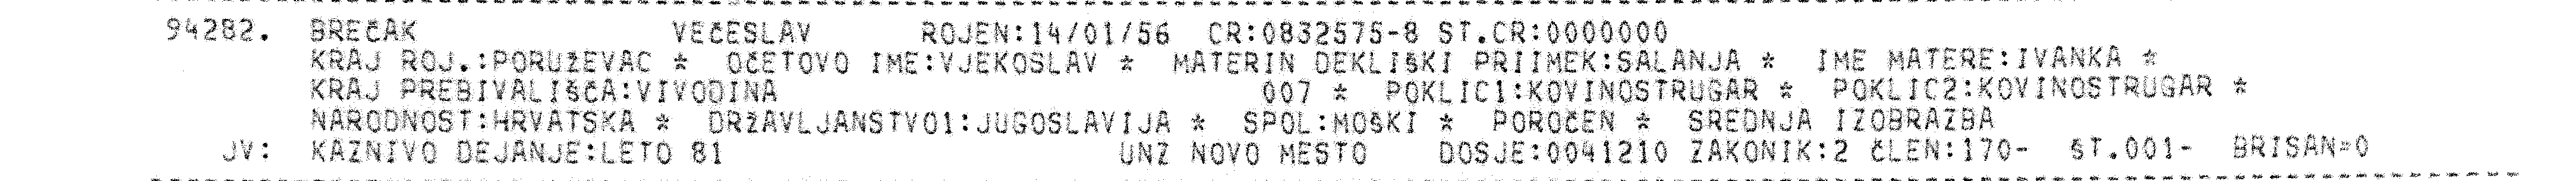 94282. BREČAK VEČESLAV ROJEN:14/01/56 CR:0832575-8 ST.CR:0000000
KRAJ ROJ.:PORUŽEVAC * OČETOVO IME:VJEKOSLAV * MATERIN DEKLIŠKI PRIIMEK:SALANJA * IME MATERE:IVANKA *
KRAJ PREBIVALIŠČA:VIVODINA 007 * POKLIC1:KOVINOSTRUGAR * POKLIC2:KOVINOSTRUGAR *
NARODNOST:HRVATSKA * DRŽAVLJANSTVO1:JUGOSLAVIJA * SPOL:MOŠKI * POROČEN * SREDNJA IZOBRAZBA
JV: KAZNIVO DEJANJE:LETO 81 UNZ NOVO MESTO DOSJE:0041210 ZAKONIK:2 ČLEN:170- ŠT.001- BRISAN=0